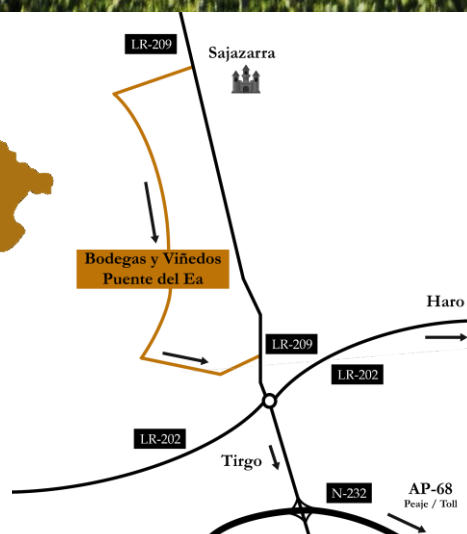 LR-209
Sajazarra
Bodegas y Viñedos
Puente del Ea
Haro
LR-209
LR-202
LR-202
Tirgo
N-232
AP-68
Peaje / Toll